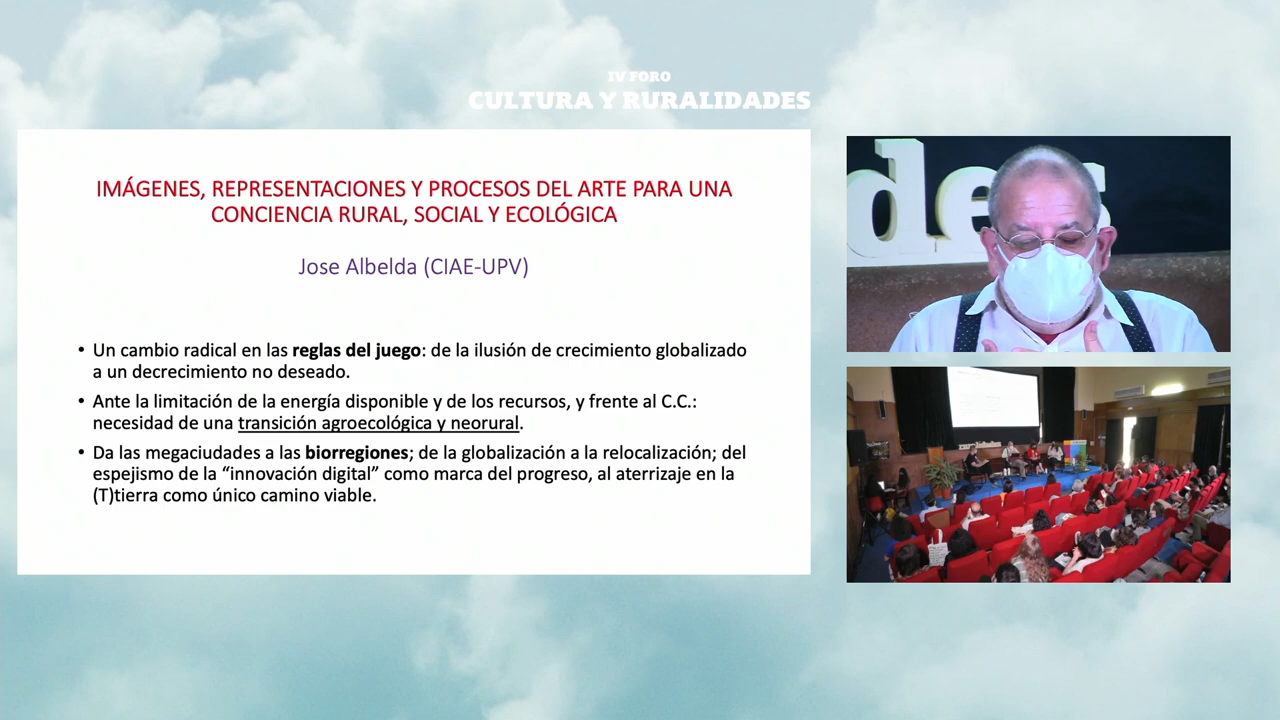 IV FORO
CULTURA Y RURALIDADES
IMÁGENES, REPRESENTACIONES Y PROCESOS DEL ARTE PARA UNA
CONCIENCIA RURAL, SOCIAL Y ECOLÓGICA
Jose Albelda (CIAE-UPV)
• Un cambio radical en las reglas del juego: de la ilusión de crecimiento globalizado
a un decrecimiento no deseado.
• Ante la limitación de la energía disponible y de los recursos, y frente al C.C.:
necesidad de una transición agroecológica y neorural.
• Da las megaciudades a las biorregiones; de la globalización a la relocalización; del
espejismo de la “innovación digital” como marca del progreso, al aterrizaje en la
(T)tierra como único camino viable.
des